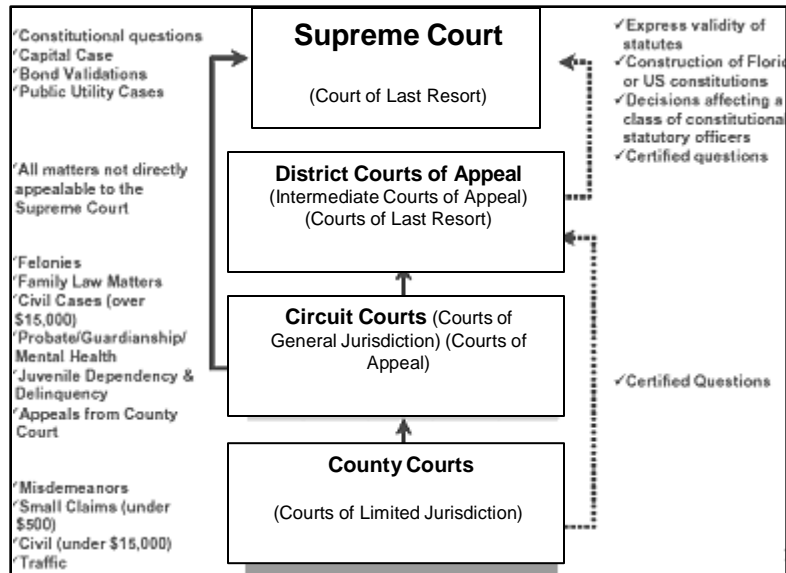 ✓Constitutional questions
✓Capital Case
✓Bond Validations
✓Public Utility Cases
Supreme Court
(Court of Last Resort)
✓Express validity of
statutes
✓Construction of Floric
or US constitutions
✓Decisions affecting a
class of constitutional
statutory officers
✓Certified questions
✓All matters not directly
appealable to the
Supreme Court
District Courts of Appeal
(Intermediate Courts of Appeal)
(Courts of Last Resort)
✓Felonies
✓Family Law Matters
✓Civil Cases (over
$15,000)
✓Probate/Guardianship/
Mental Health
✓Juvenile Dependency &
Delinquency
✓Appeals from County
Court
Circuit Courts (Courts of
General Jurisdiction) (Courts of
Appeal)
✓Certified Questions
✓Misdemeanors
✓Small Claims (under
$500)
✓Civil (under $15,000)
✓Traffic
County Courts
(Courts of Limited Jurisdiction)